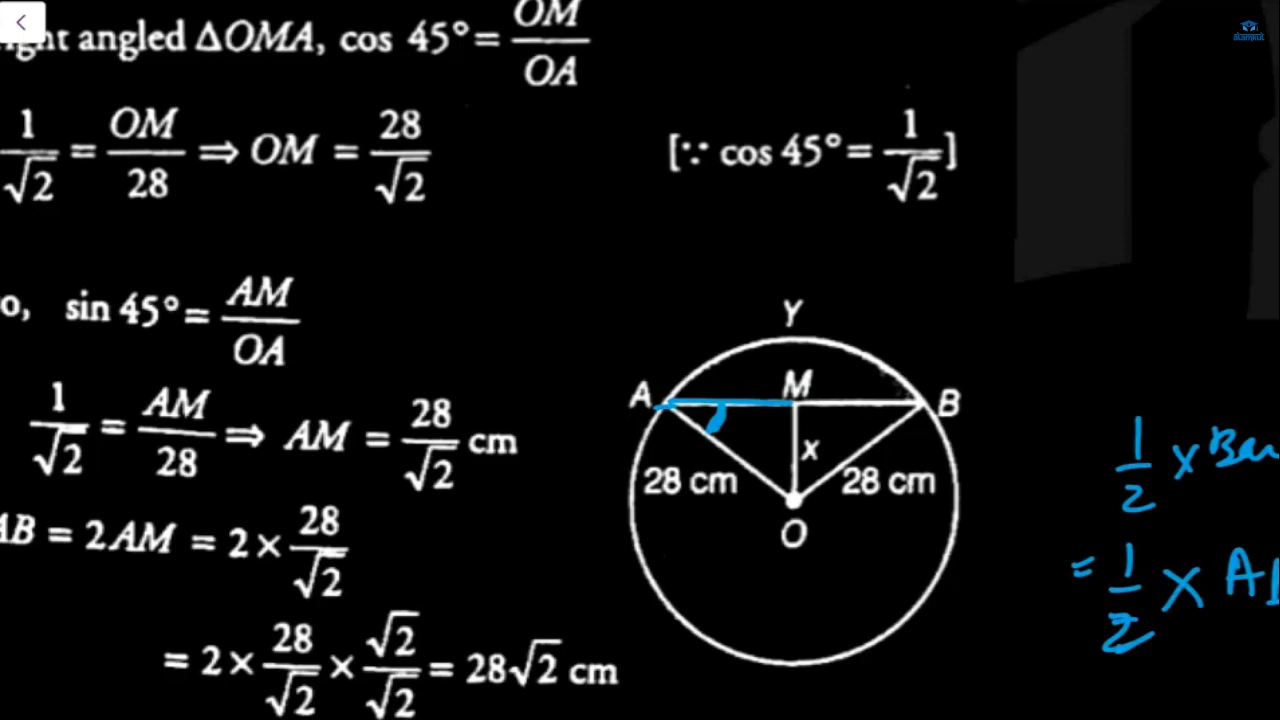 right angled ΔOMA, cos 45° = OM/OA
1/√2 = OM/28 ⇒ OM = 28/√2 [∵ cos 45° = 1/√2]
o, sin 45° = AM/OA
1/√2 = AM/28 ⇒ AM = 28/√2 cm
AB = 2AM = 2 × 28/√2
= 2 × 28/√2 × √2/√2 = 28√2 cm
Y
A M B
x
28 cm 28 cm
O
1/2 ×
= 1/2 ×